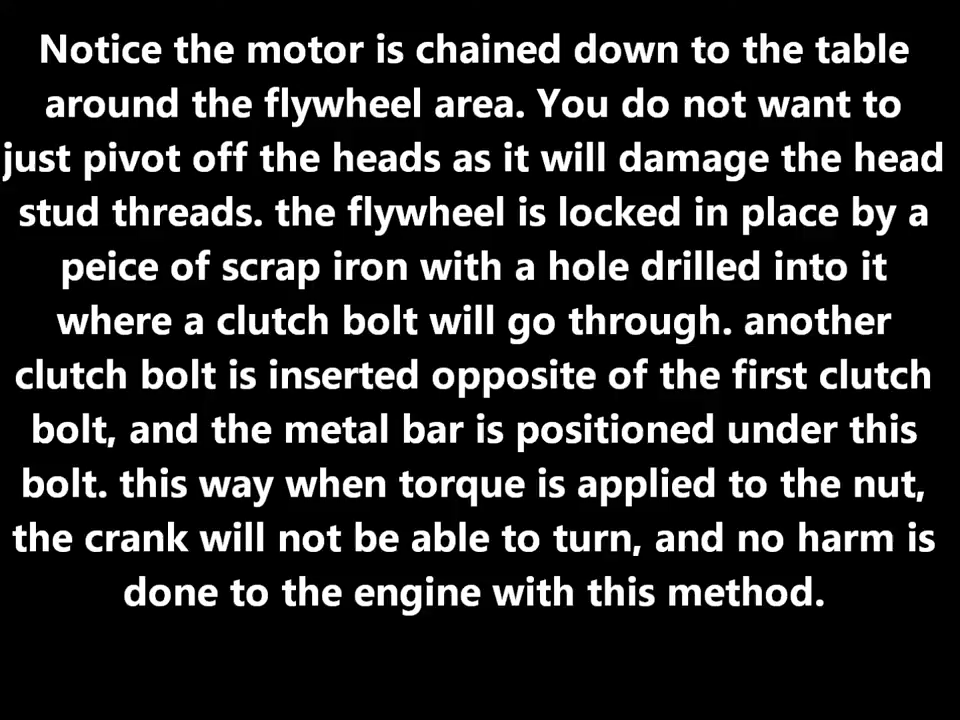 Notice the motor is chained down to the table
around the flywheel area. You do not want to
just pivot off the heads as it will damage the head
stud threads. the flywheel is locked in place by a
peice of scrap iron with a hole drilled into it
where a clutch bolt will go through. another
clutch bolt is inserted opposite of the first clutch
bolt, and the metal bar is positioned under this
bolt. this way when torque is applied to the nut,
the crank will not be able to turn, and no harm is
done to the engine with this method.